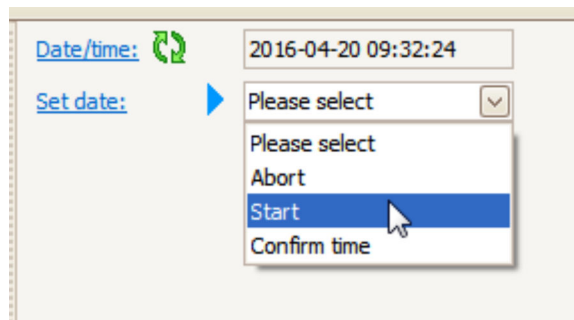 Date/time: 2016-04-20 09:32:24
Set date: Please select
Please select
Abort
Start
Confirm time